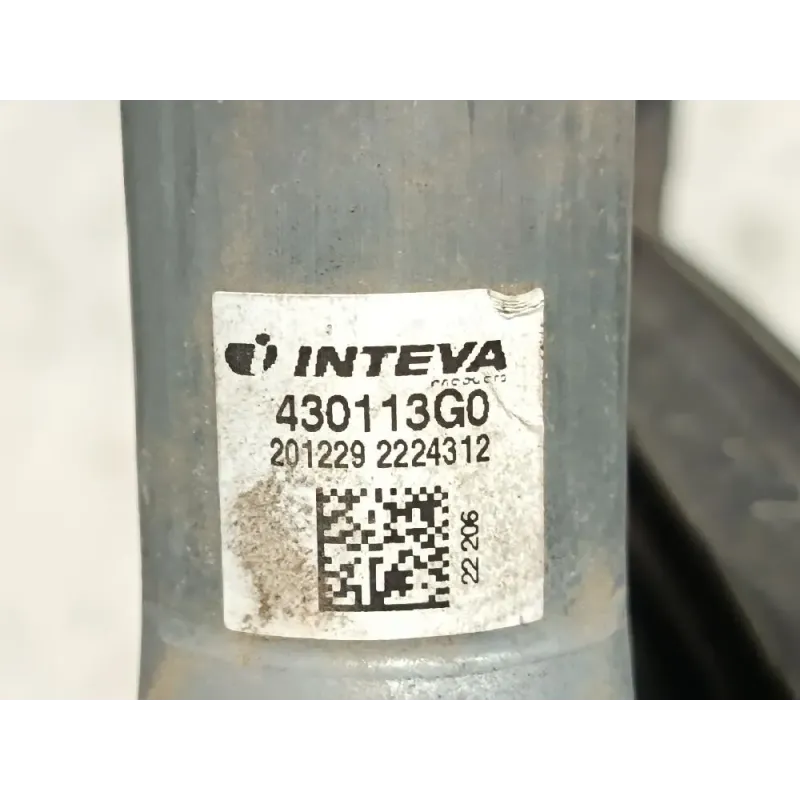 INTEVA
PRODUCTS
430113G0
201229 2224312
22 206